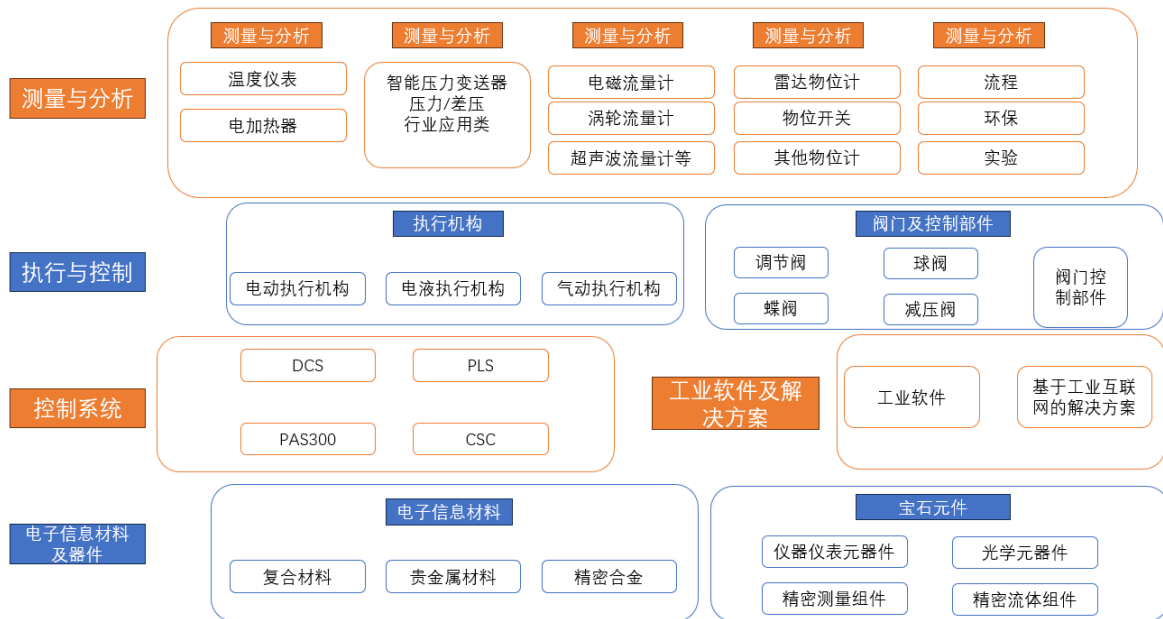 测量与分析
测量与分析
测量与分析
测量与分析
测量与分析
测量与分析
温度仪表
电加热器
智能压力变送器
压力/差压
行业应用类
电磁流量计
涡轮流量计
超声波流量计等
雷达物位计
物位开关
其他物位计
流程
环保
实验
执行与控制
执行机构
电动执行机构
电液执行机构
气动执行机构
阀门及控制部件
调节阀
球阀
蝶阀
减压阀
阀门控
制部件
控制系统
DCS
PLS
PAS300
CSC
工业软件及解
决方案
工业软件
基于工业互联
网的解决方案
电子信息材料
及器件
电子信息材料
复合材料
贵金属材料
精密合金
宝石元件
仪器仪表元器件
光学元器件
精密测量组件
精密流体组件